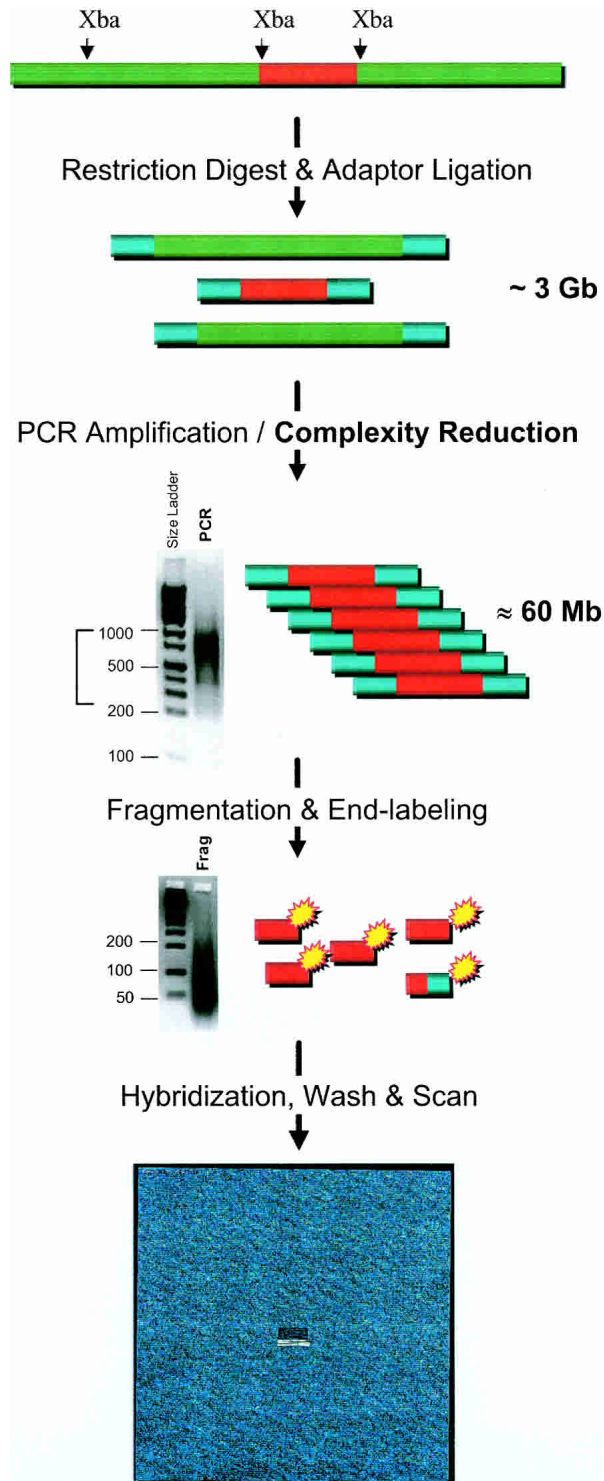 Xba Xba Xba
Restriction Digest & Adaptor Ligation
~ 3 Gb
PCR Amplification / Complexity Reduction
Size Ladder
PCR
1000
500
200
100
≈ 60 Mb
Fragmentation & End-labeling
Frag
200
100
50
Hybridization, Wash & Scan